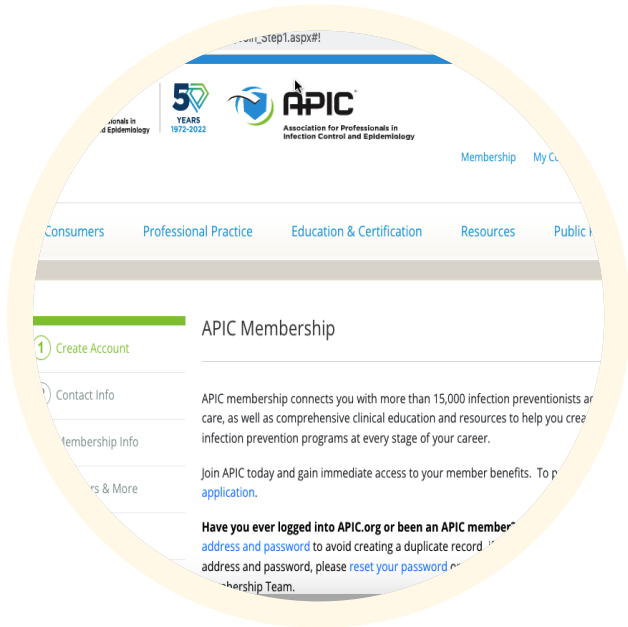 _Step1.aspx#!
ionals in
d Epidemiology
50
YEARS
1972-2022
APIC
Association for Professionals in
Infection Control and Epidemiology
Membership My
Consumers Professional Practice Education & Certification Resources Public
APIC Membership
1 Create Account
Contact Info
Membership Info
rs & More
APIC membership connects you with more than 15,000 infection preventionists
care, as well as comprehensive clinical education and resources to help you
infection prevention programs at every stage of your career.
Join APIC today and gain immediate access to your member benefits. To
application.
Have you ever logged into APIC.org or been an APIC member?
address and password to avoid creating a duplicate record.
address and password, please reset your password
bership Team.